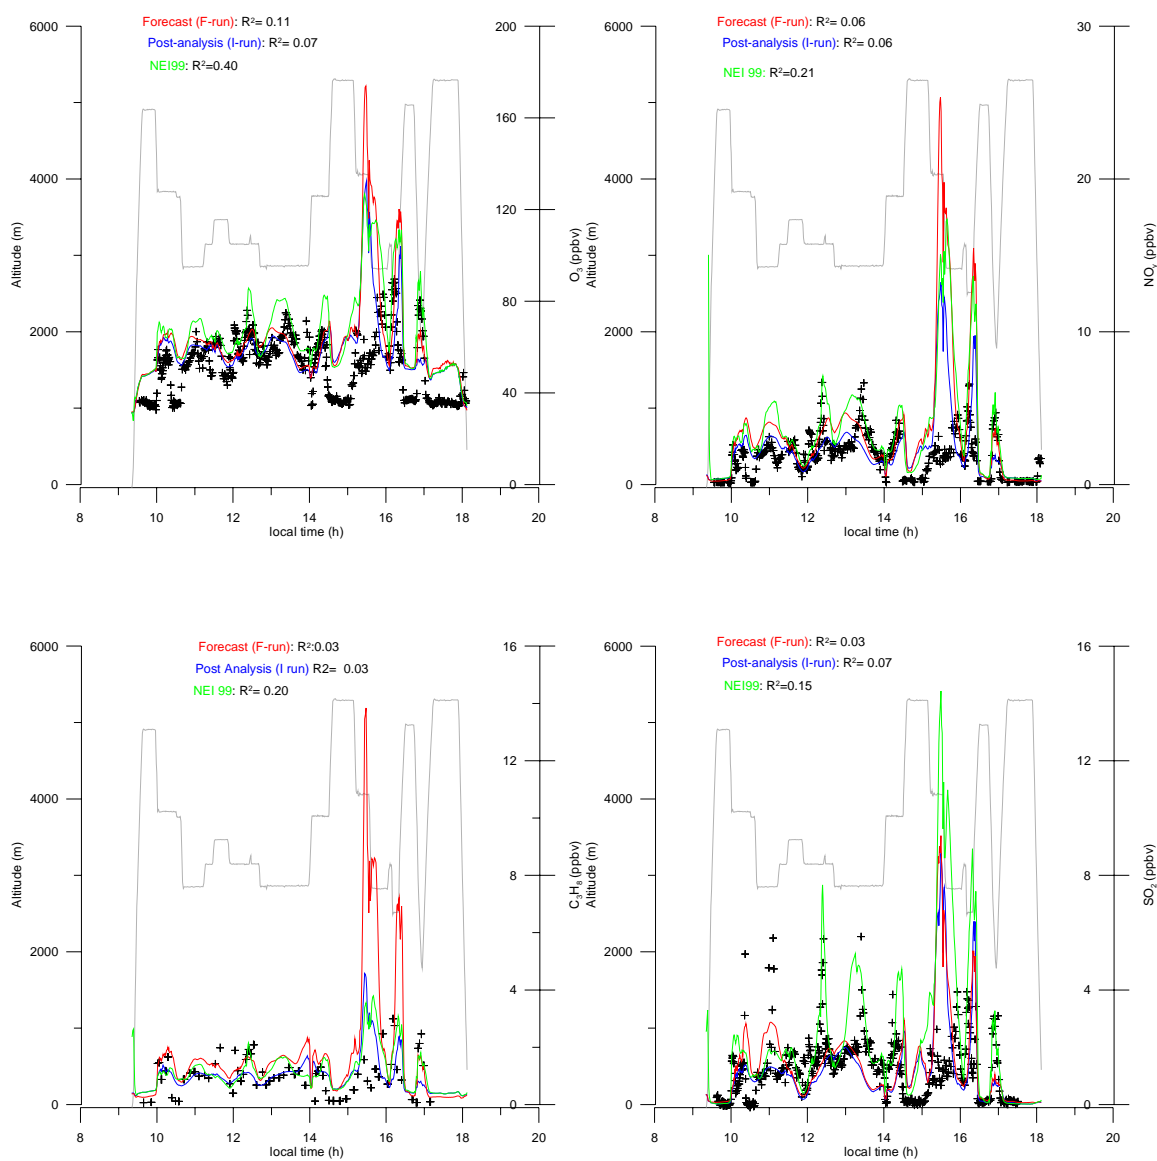 Forecast (F-run): R²= 0.11
Post-analysis (I-run): R²= 0.07
NEI99: R²=0.40
6000
4000
2000
0
Altitude (m)
200
160
120
80
40
0
O₃ (ppbv)
8 10 12 14 16 18 20
local time (h)
Forecast (F-run): R²= 0.06
Post-analysis (I-run): R²= 0.06
NEI 99: R²=0.21
6000
4000
2000
0
Altitude (m)
30
20
10
0
NOᵧ (ppbv)
8 10 12 14 16 18 20
local time (h)
Forecast (F-run): R²:0.03
Post Analysis (I run) R2= 0.03
NEI 99: R²= 0.20
6000
4000
2000
0
Altitude (m)
16
12
8
4
0
C₃H₈ (ppbv)
8 10 12 14 16 18 20
local time (h)
Forecast (F-run): R²= 0.03
Post-analysis (I-run): R²= 0.07
NEI99: R²=0.15
6000
4000
2000
0
Altitude (m)
16
12
8
4
0
SO₂ (ppbv)
8 10 12 14 16 18 20
local time (h)